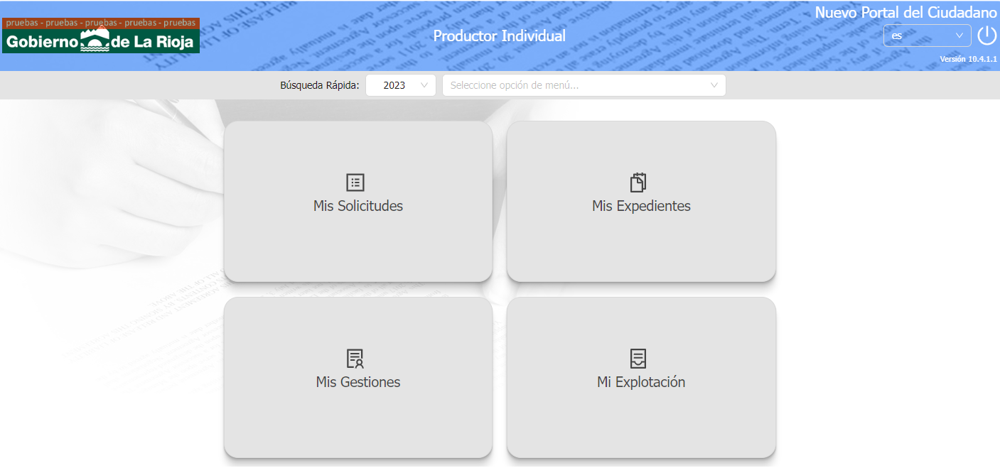 pruebas - pruebas - pruebas - pruebas - pruebas
Gobierno de La Rioja
Productor Individual
Nuevo Portal del Ciudadano
es
Versión 10.4.1.1
Búsqueda Rápida: 2023 Seleccione opción de menú...
Mis Solicitudes
Mis Expedientes
Mis Gestiones
Mi Explotación